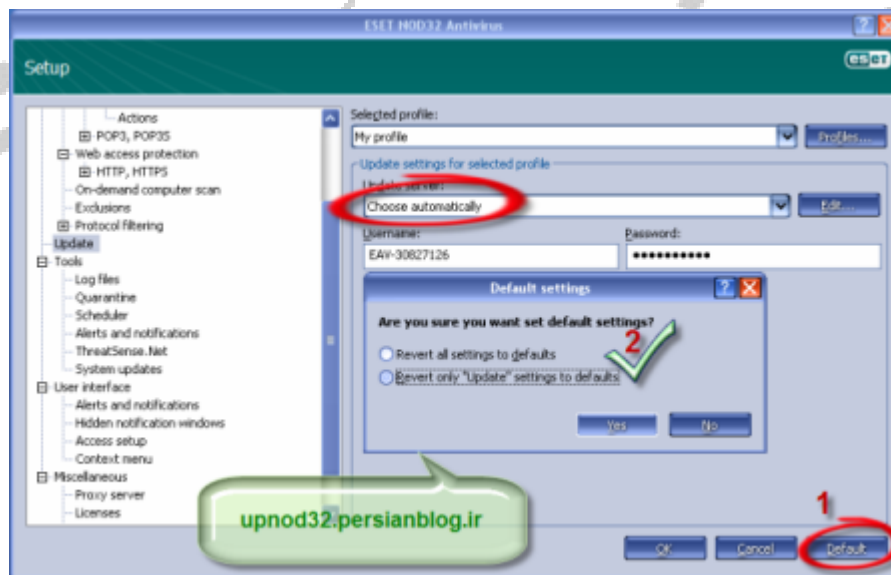 ESET NOD32 Antivirus
Setup
eset
Actions
POP3, POP3S
Web access protection
HTTP, HTTPS
On-demand computer scan
Exclusions
Protocol filtering
Update
Tools
Log files
Quarantine
Scheduler
Alerts and notifications
ThreatSense.Net
System updates
User interface
Alerts and notifications
Hidden notification windows
Access setup
Context menu
Miscellaneous
Proxy server
Licenses
Selected profile:
My profile
Profiles...
Update settings for selected profile
Update server:
Choose automatically
Edit...
Username:
Password:
EAV-30827126
Default settings
Are you sure you want set default settings?
2
Revert all settings to defaults
Revert only "Update" settings to defaults
Yes
No
upnod32.persianblog.ir
1
OK
Cancel
Default